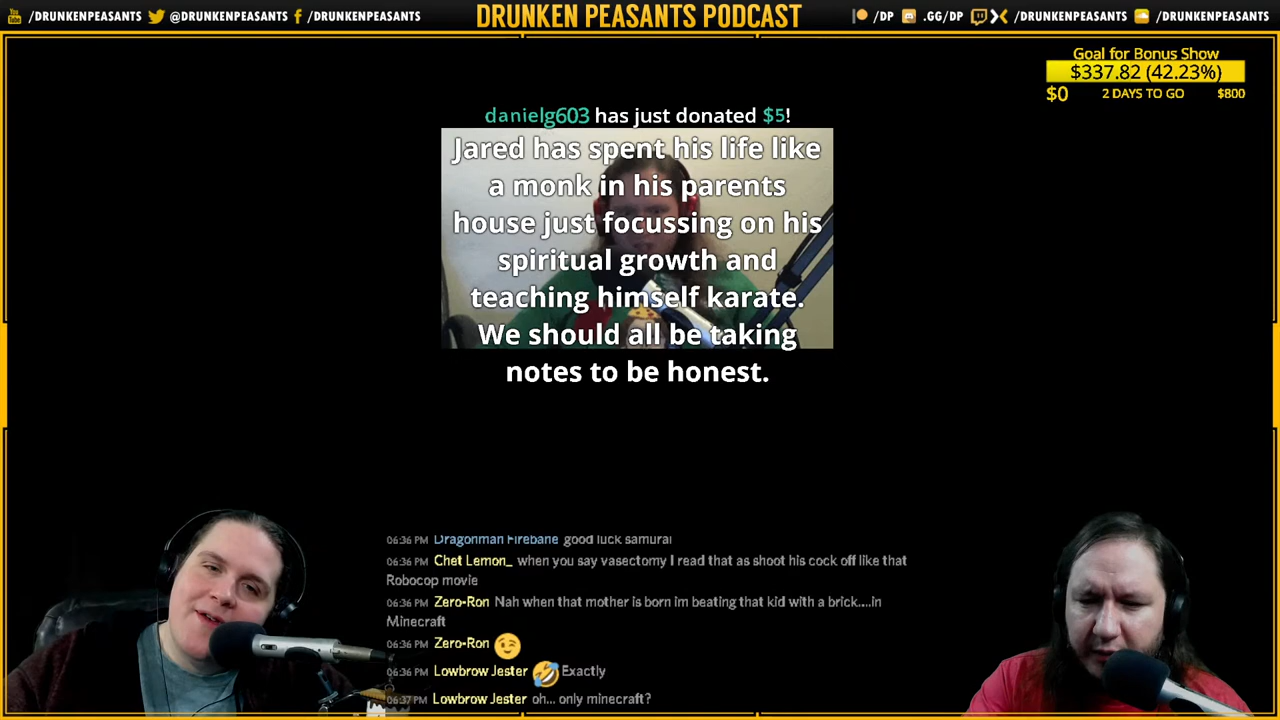 You Tube /DRUNKENPEASANTS @DRUNKENPEASANTS f /DRUNKENPEASANTS DRUNKEN PEASANTS PODCAST /DP .GG/DP /DRUNKENPEASANTS /DRUNKENPEASANTS
Goal for Bonus Show
$337.82 (42.23%)
$0 2 DAYS TO GO $800
danielg603 has just donated $5!
Jared has spent his life like
a monk in his parents
house just focussing on his
spiritual growth and
teaching himself karate.
We should all be taking
notes to be honest.
06:36 PM Dragonman Firebane good luck samurai
06:36 PM Chet Lemon_ when you say vasectomy I read that as shoot his cock off like that
Robocop movie
06:36 PM Zero-Ron Nah when that mother is born im beating that kid with a brick....in
Minecraft
06:36 PM Zero-Ron 😉
06:36 PM Lowbrow Jester 🤣 Exactly
06:37 PM Lowbrow Jester oh... only minecraft?